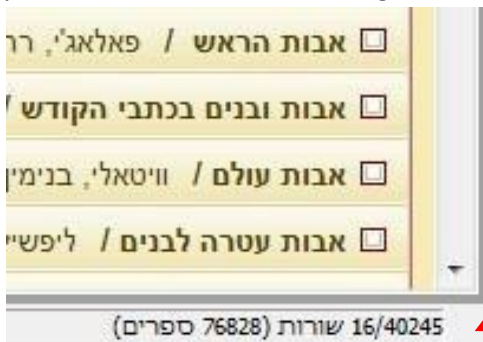 אבות הראש / פאלאג'י,
אבות ובנים בכתבי הקודש /
אבות עולם / וויטאלי, בנימין
אבות עטרה לבנים /
16/40245 שורות (76828 ספרים)